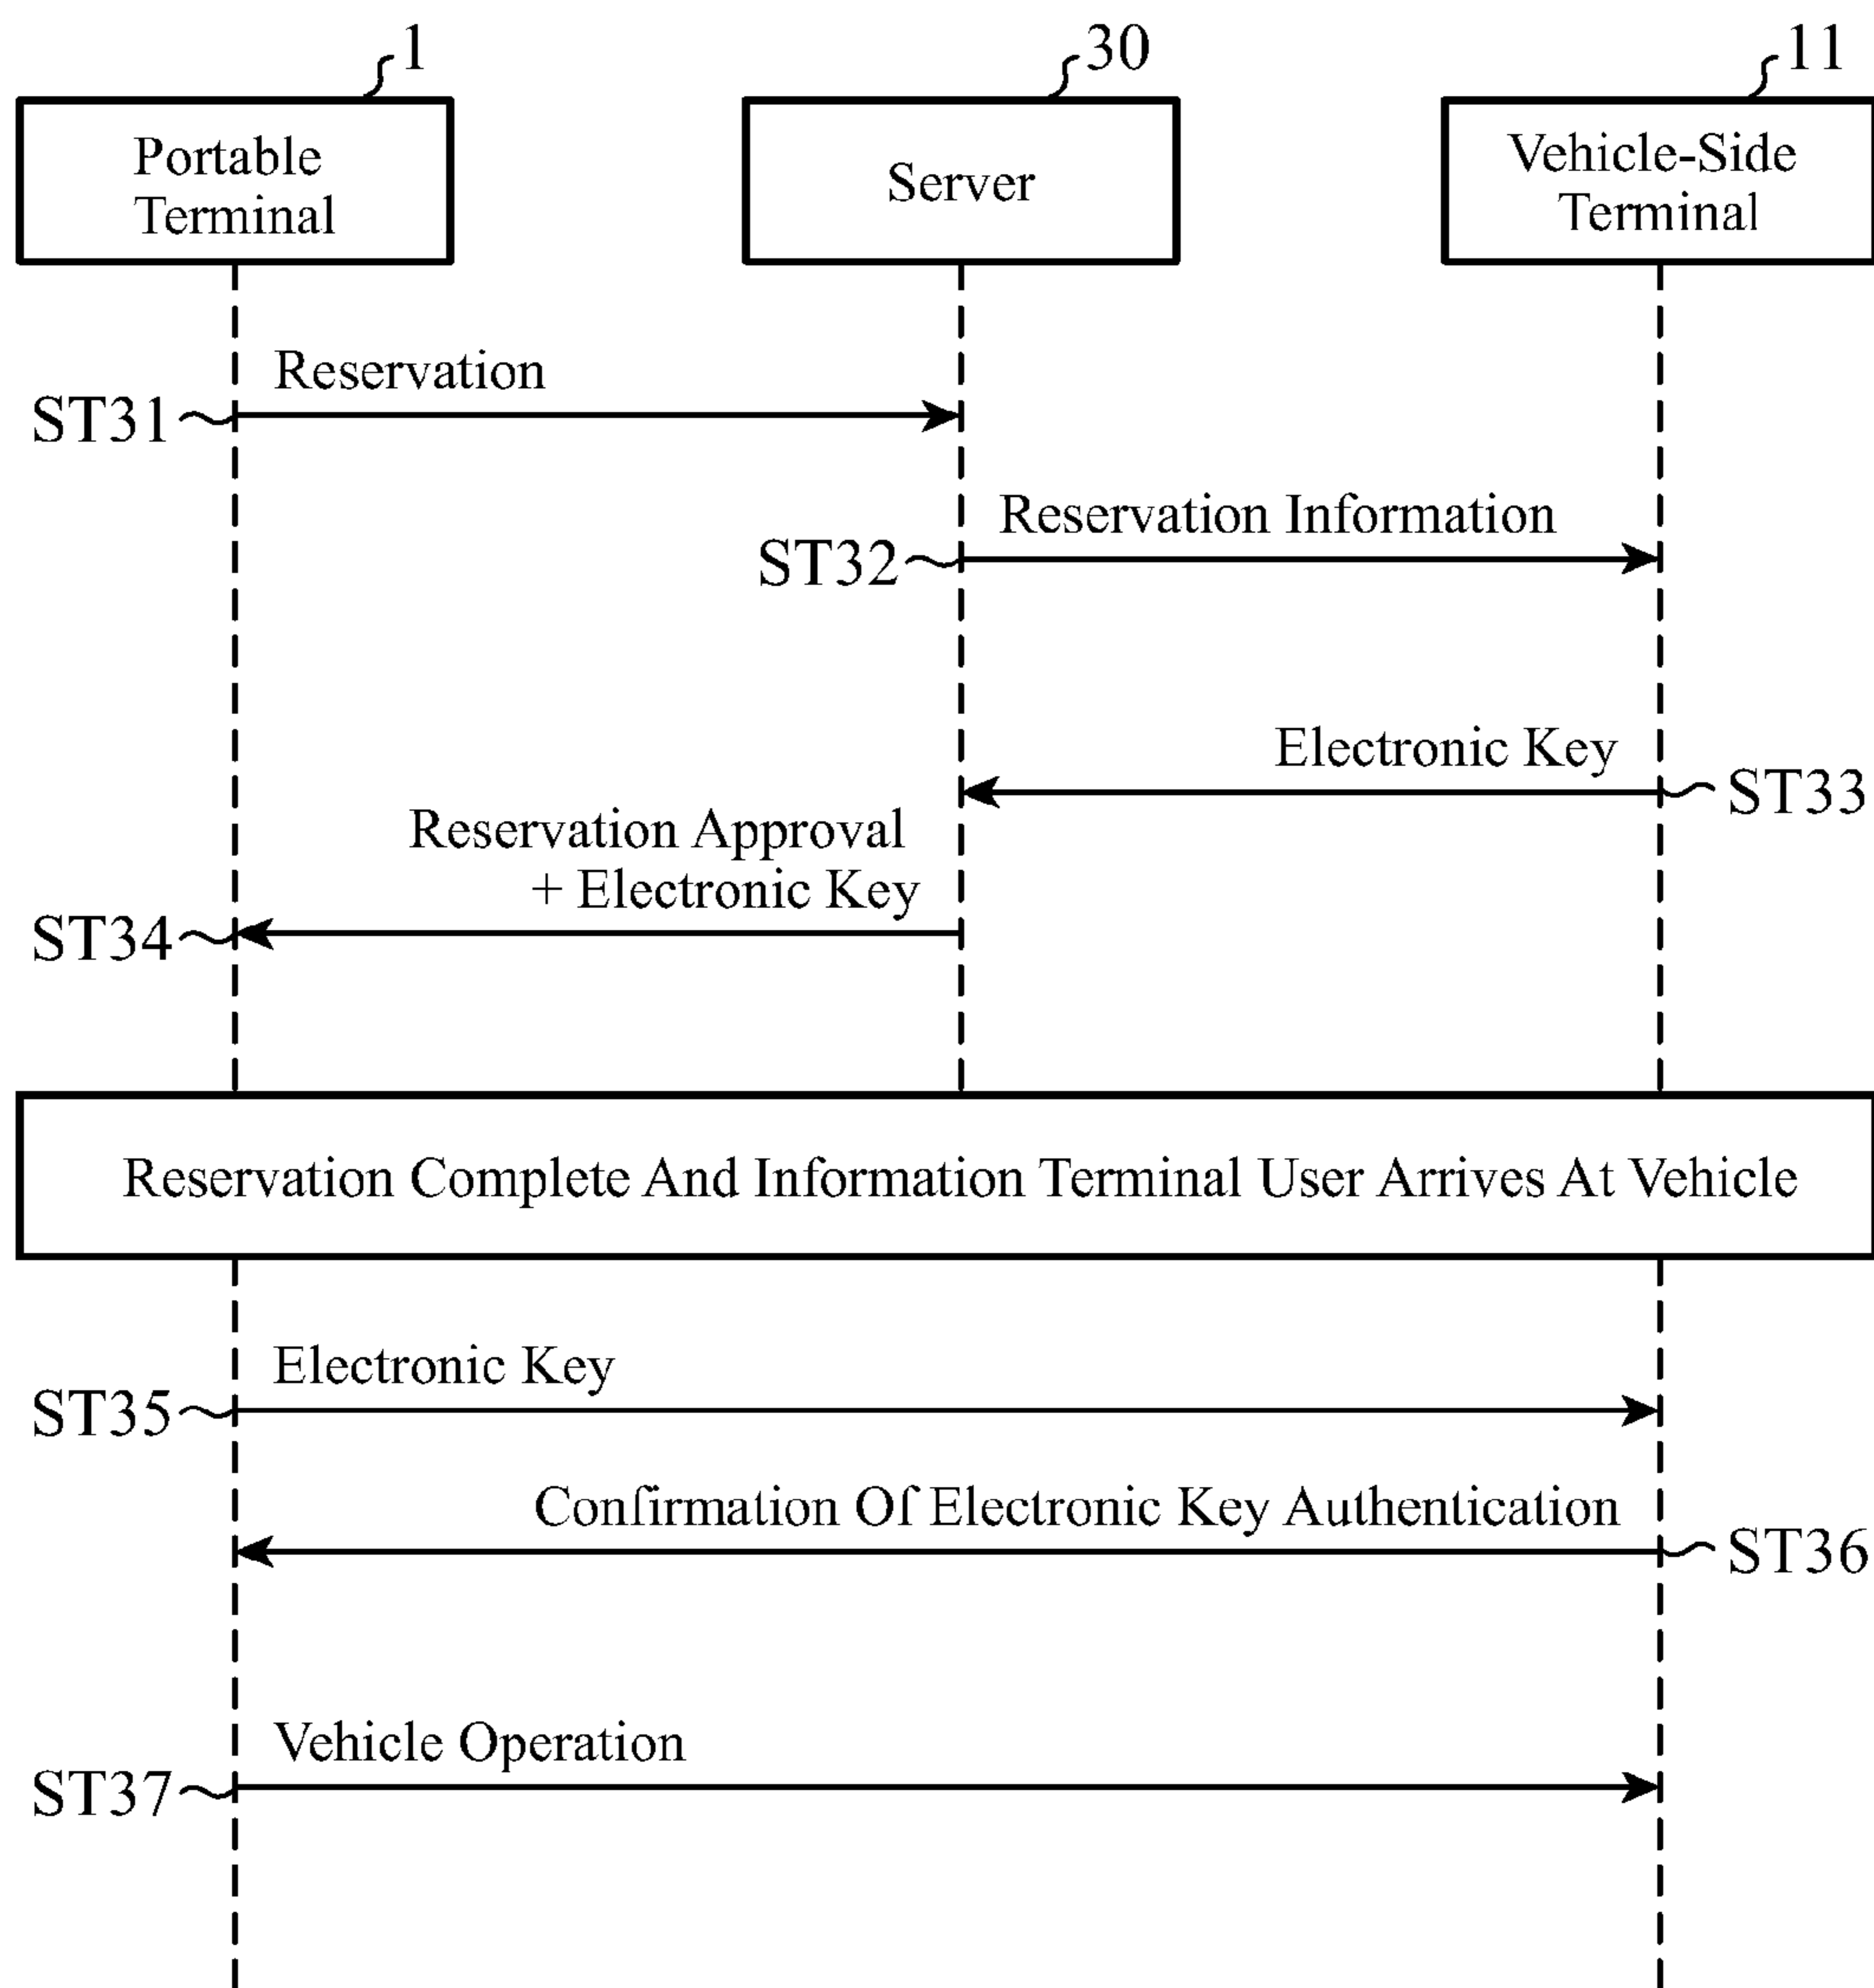 1
30
11
Portable
Terminal
Server
Vehicle-Side
Terminal
Reservation
ST31
Reservation Information
ST32
Electronic Key
ST33
Reservation Approval
+ Electronic Key
ST34
Reservation Complete And Information Terminal User Arrives At Vehicle
Electronic Key
ST35
Confirmation Of Electronic Key Authentication
ST36
Vehicle Operation
ST37